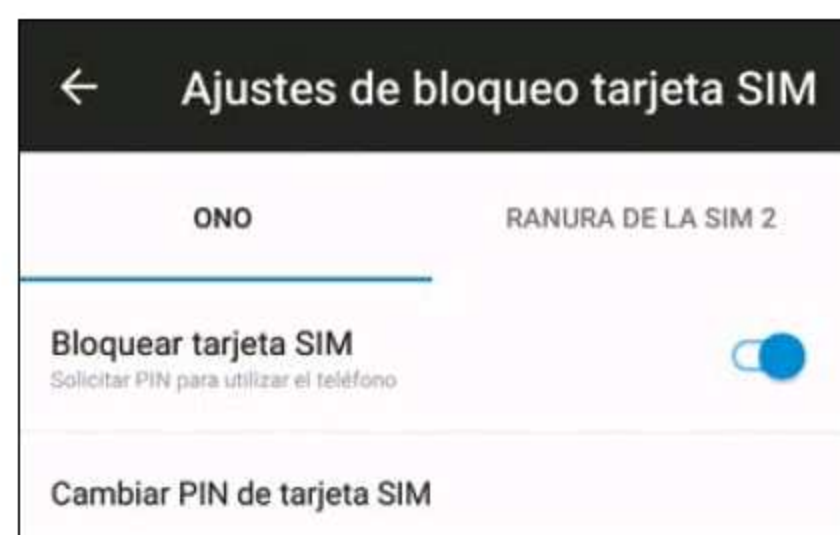 Ajustes de bloqueo tarjeta SIM
ONO
RANURA DE LA SIM 2
Bloquear tarjeta SIM
Solicitar PIN para utilizar el teléfono
Cambiar PIN de tarjeta SIM